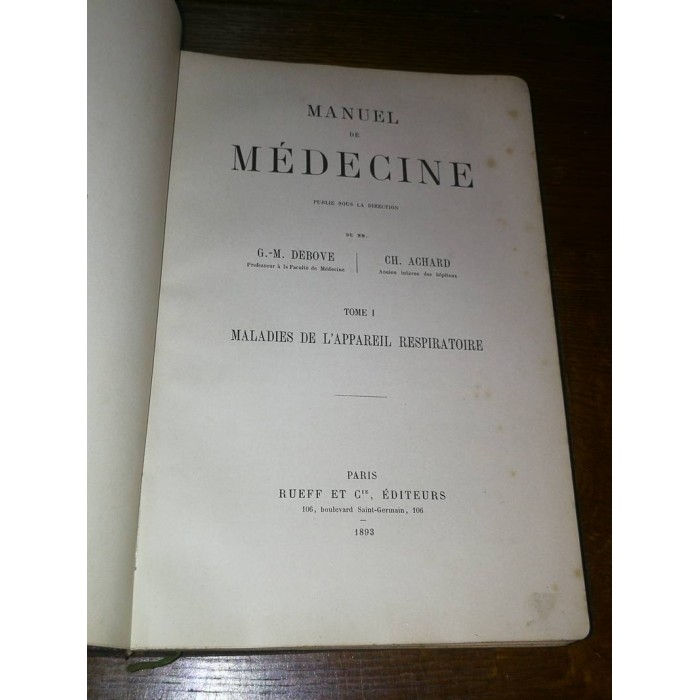 MANUEL
DE
MÉDECINE
PUBLIE SOUS LA DIRECTION
DE MM.
G.-M. DEBOVE
Professeur à la Faculté de Médecine
CH. ACHARD
Ancien interne des hôpitaux
TOME I
MALADIES DE L'APPAREIL RESPIRATOIRE
PARIS
RUEFF ET Cie, ÉDITEURS
106, boulevard Saint-Germain, 106
1893